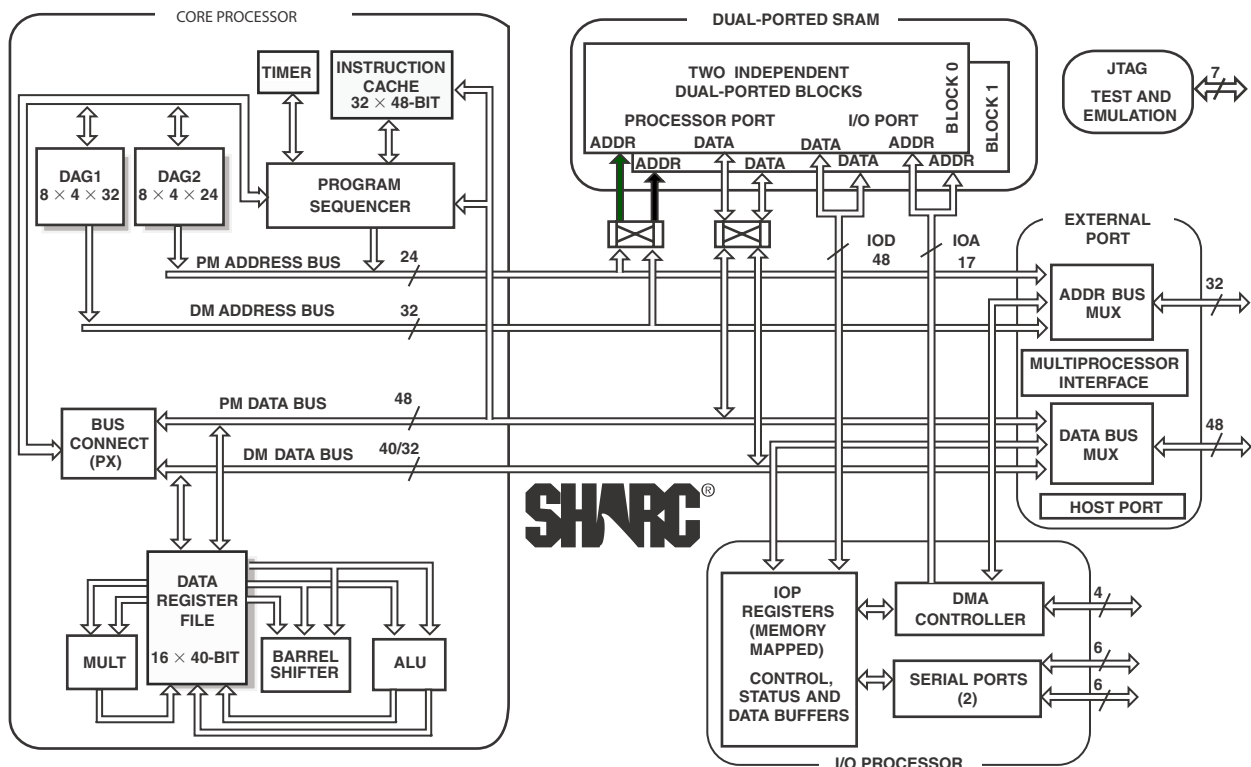 CORE PROCESSOR
TIMER
INSTRUCTION
CACHE
32 × 48-BIT
DAG1
8 × 4 × 32
DAG2
8 × 4 × 24
PROGRAM
SEQUENCER
PM ADDRESS BUS
24
DM ADDRESS BUS
32
PM DATA BUS
48
BUS
CONNECT
(PX)
DM DATA BUS
40/32
DATA
REGISTER
FILE
16 × 40-BIT
MULT
BARREL
SHIFTER
ALU
DUAL-PORTED SRAM
TWO INDEPENDENT
DUAL-PORTED BLOCKS
PROCESSOR PORT
I/O PORT
BLOCK 0
BLOCK 1
ADDR
DATA
DATA
ADDR
ADDR
DATA
DATA
ADDR
IOD
48
IOA
17
JTAG
TEST AND
EMULATION
7
EXTERNAL
PORT
ADDR BUS
MUX
32
MULTIPROCESSOR
INTERFACE
DATA BUS
MUX
48
HOST PORT
SHARC®
IOP
REGISTERS
(MEMORY
MAPPED)
CONTROL,
STATUS AND
DATA BUFFERS
DMA
CONTROLLER
4
SERIAL PORTS
(2)
6
6
I/O PROCESSOR